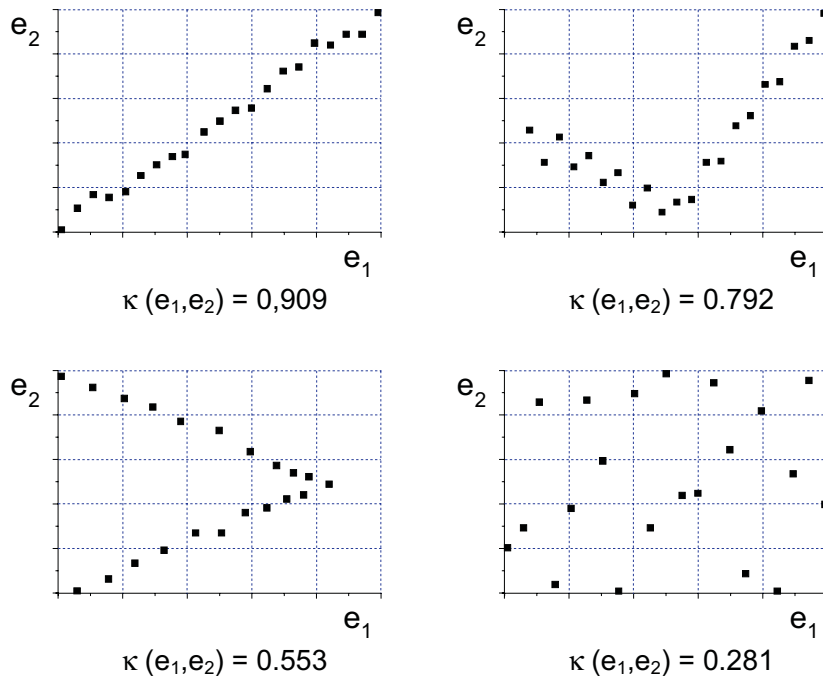 e2
e1
κ (e1,e2) = 0,909
e2
e1
κ (e1,e2) = 0.792
e2
e1
κ (e1,e2) = 0.553
e2
e1
κ (e1,e2) = 0.281